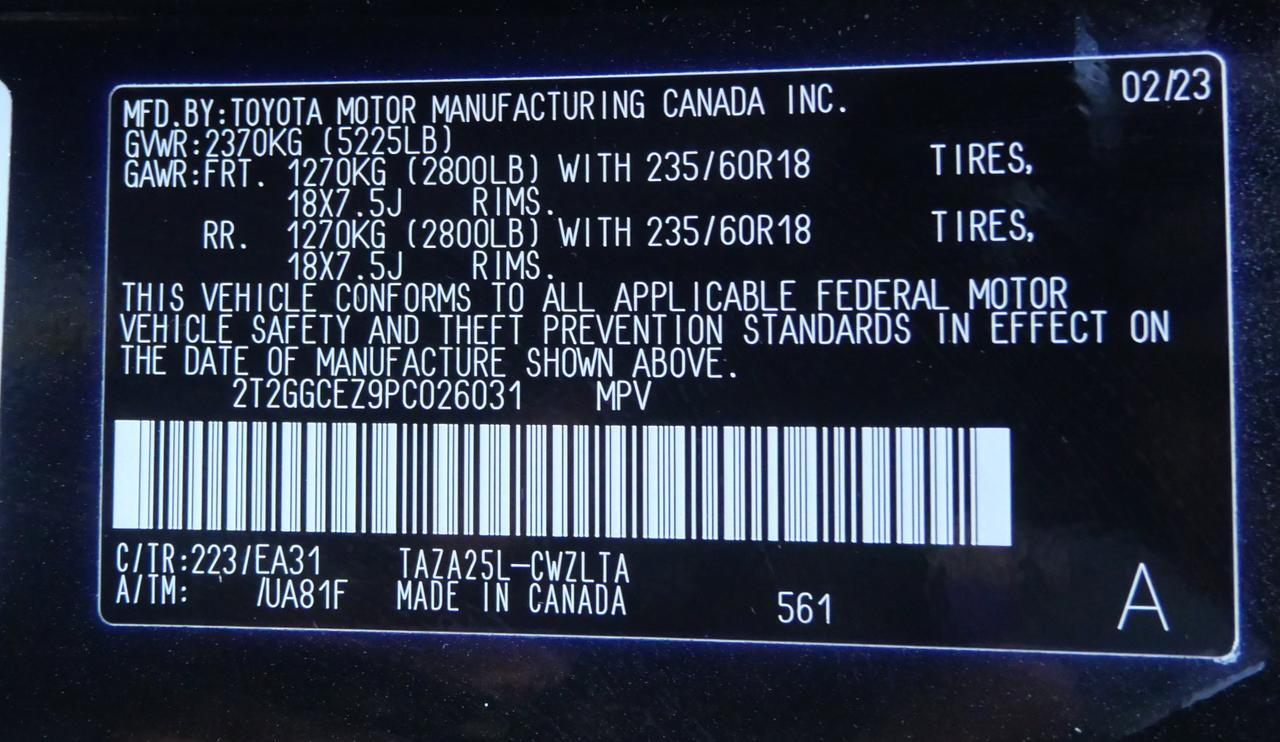 02/23
MFD.BY:TOYOTA MOTOR MANUFACTURING CANADA INC.
GVWR:2370KG (5225LB)
GAWR:FRT. 1270KG (2800LB) WITH 235/60R18 TIRES,
18X7.5J RIMS.
RR. 1270KG (2800LB) WITH 235/60R18 TIRES,
18X7.5J RIMS.
THIS VEHICLE CONFORMS TO ALL APPLICABLE FEDERAL MOTOR
VEHICLE SAFETY AND THEFT PREVENTION STANDARDS IN EFFECT ON
THE DATE OF MANUFACTURE SHOWN ABOVE.
2T2GGCEZ9PC026031 MPV
C/TR:223/EA31 TAZA25L-CWZLTA
A/TM: /UA81F MADE IN CANADA 561 A